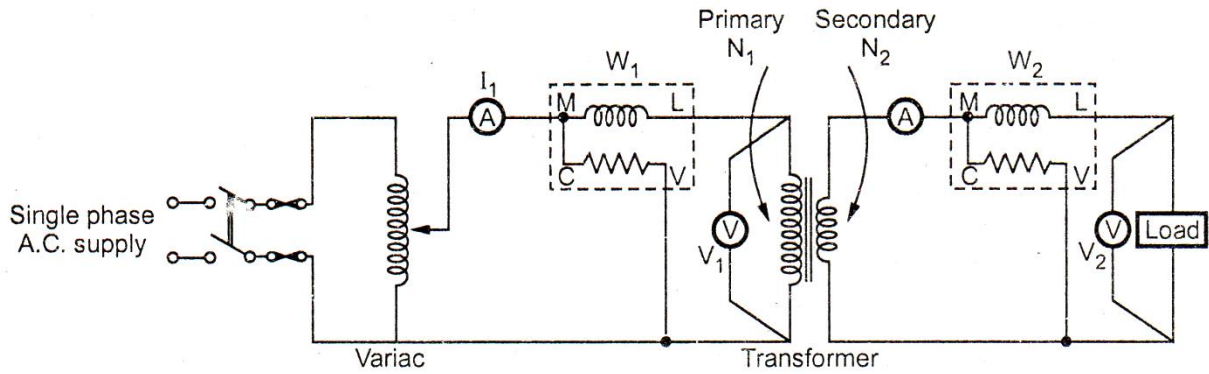 Primary
N₁
Secondary
N₂
I₁
W₁
W₂
A
M
L
C
V
A
M
L
C
V
Single phase
A.C. supply
V
V₁
V
V₂
Load
Variac
Transformer